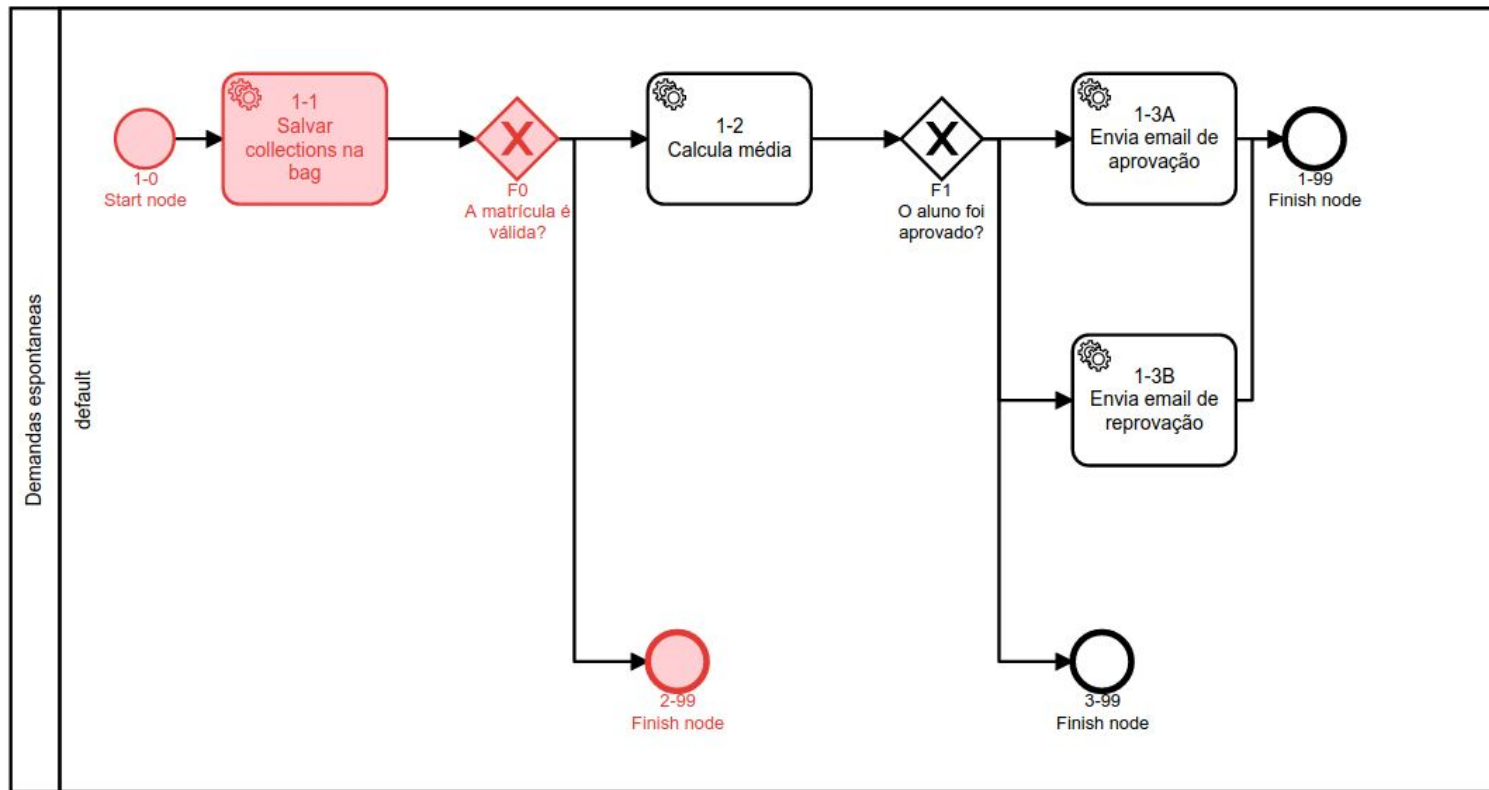 Demandas espontaneas
default
1-0
Start node
1-1
Salvar
collections na
bag
F0
A matrícula é
válida?
1-2
Calcula média
F1
O aluno foi
aprovado?
1-3A
Envia email de
aprovação
1-99
Finish node
1-3B
Envia email de
reprovação
2-99
Finish node
3-99
Finish node